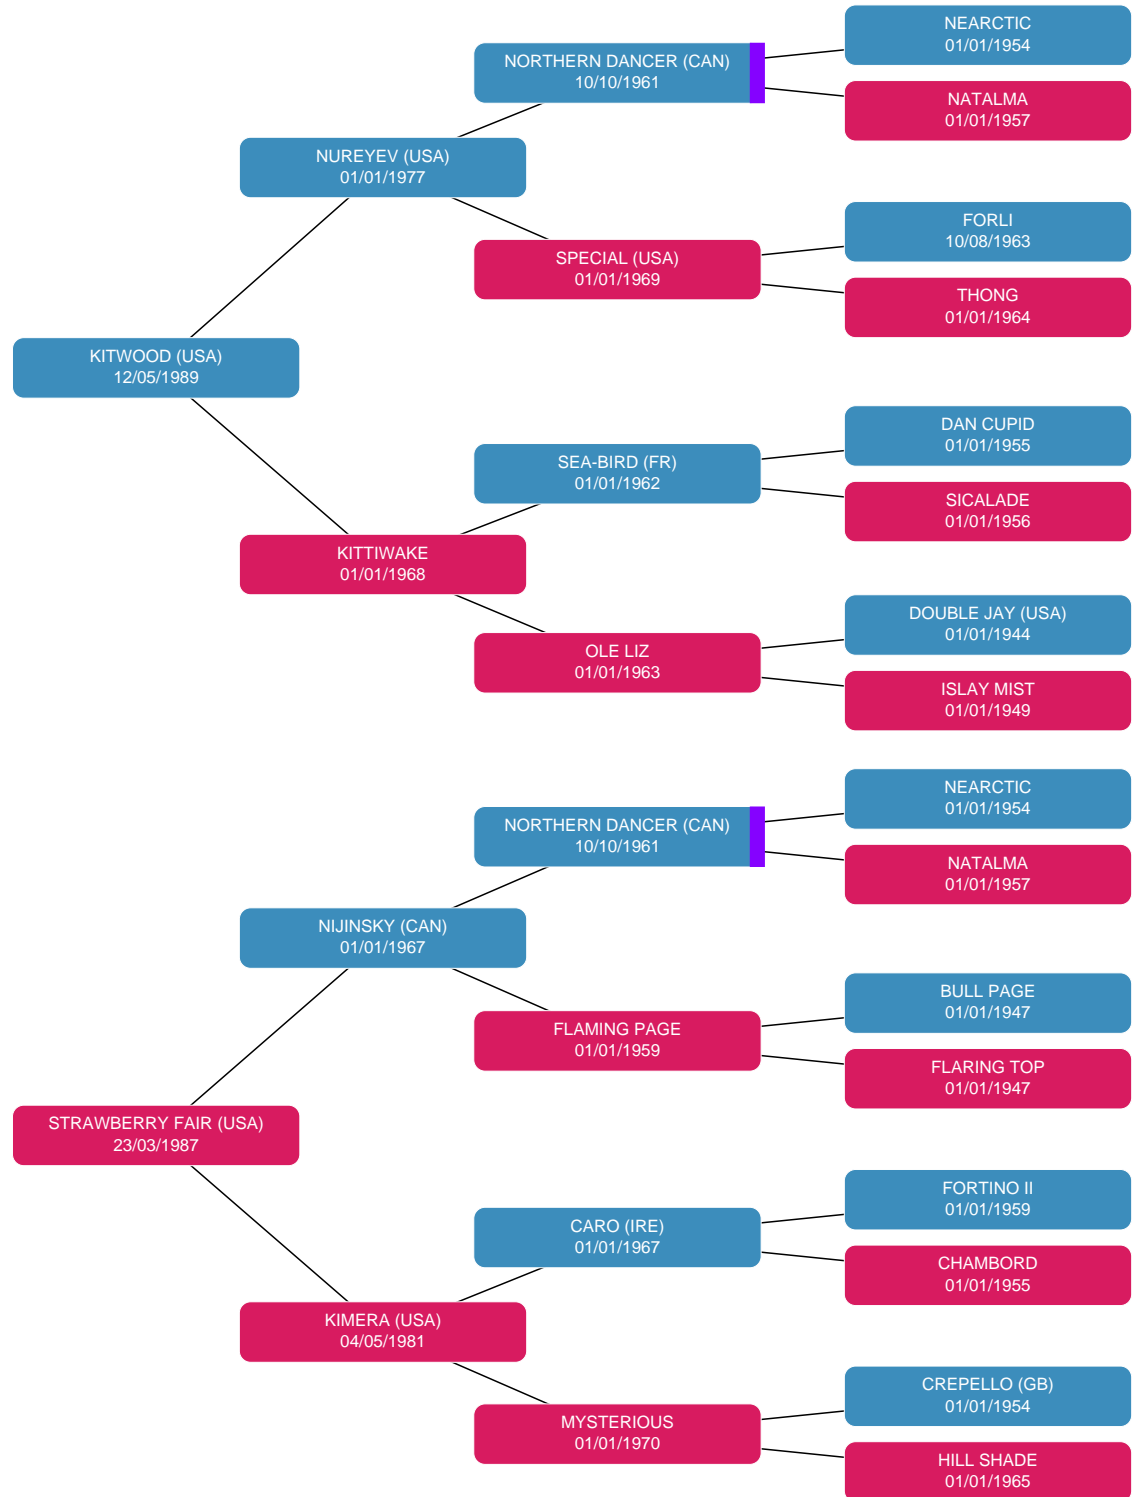 NEARCTIC
01/01/1954
NORTHERN DANCER (CAN)
10/10/1961
NATALMA
01/01/1957
NUREYEV (USA)
01/01/1977
FORLI
10/08/1963
SPECIAL (USA)
01/01/1969
THONG
01/01/1964
KITWOOD (USA)
12/05/1989
DAN CUPID
01/01/1955
SEA-BIRD (FR)
01/01/1962
SICALADE
01/01/1956
KITTIWAKE
01/01/1968
DOUBLE JAY (USA)
01/01/1944
OLE LIZ
01/01/1963
ISLAY MIST
01/01/1949
NEARCTIC
01/01/1954
NORTHERN DANCER (CAN)
10/10/1961
NATALMA
01/01/1957
NIJINSKY (CAN)
01/01/1967
BULL PAGE
01/01/1947
FLAMING PAGE
01/01/1959
FLARING TOP
01/01/1947
STRAWBERRY FAIR (USA)
23/03/1987
FORTINO II
01/01/1959
CARO (IRE)
01/01/1967
CHAMBORD
01/01/1955
KIMERA (USA)
04/05/1981
CREPELLO (GB)
01/01/1954
MYSTERIOUS
01/01/1970
HILL SHADE
01/01/1965